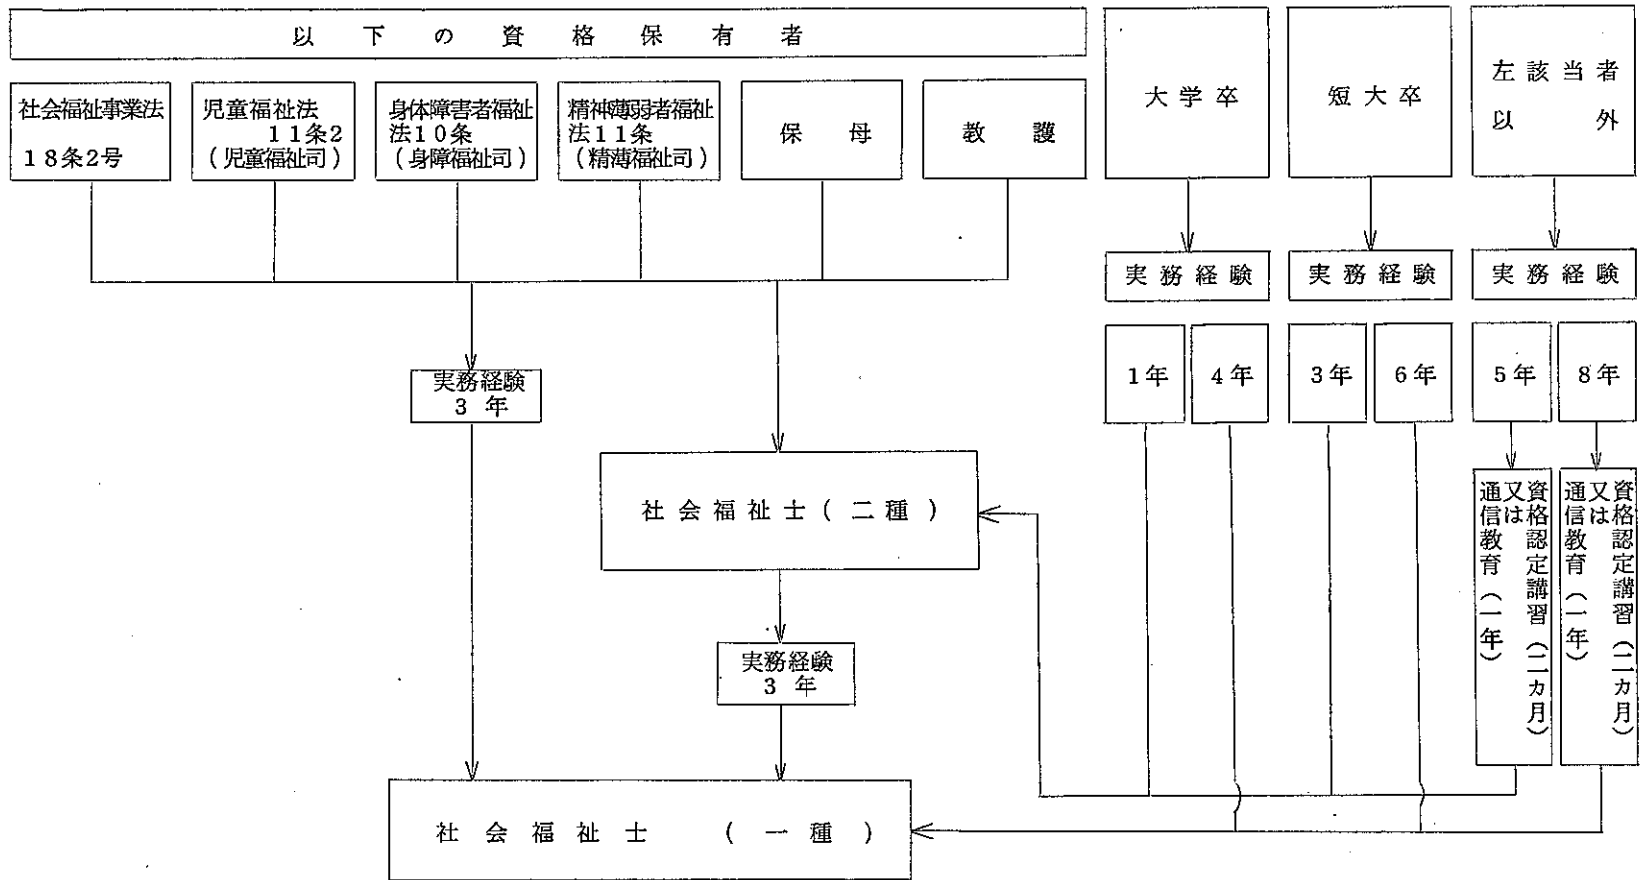 以下の資格保有者
社会福祉事業法
18条2号
児童福祉法
11条2
(児童福祉司)
身体障害者福祉
法10条
(身障福祉司)
精神薄弱者福祉
法11条
(精薄福祉司)
保母
教護
大学卒
短大卒
左該当者
以外
実務経験
実務経験
実務経験
1年
4年
3年
6年
5年
8年
実務経験
3年
資格認定講習(二カ月)
又は
通信教育(一年)
資格認定講習(二カ月)
又は
通信教育(一年)
社会福祉士(二種)
実務経験
3年
社会福祉士(一種)